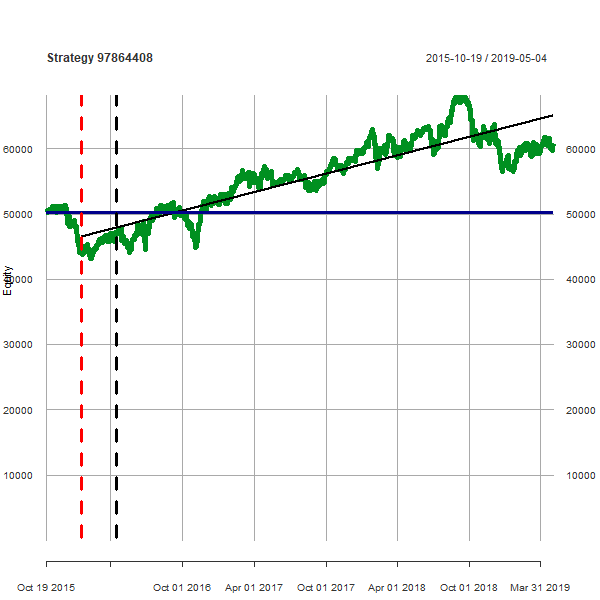 Strategy 97864408
2015-10-19 / 2019-05-04
60000
60000
50000
50000
Equity
40000
40000
30000
30000
20000
20000
10000
10000
Oct 19 2015
Oct 01 2016
Apr 01 2017
Oct 01 2017
Apr 01 2018
Oct 01 2018
Mar 31 2019